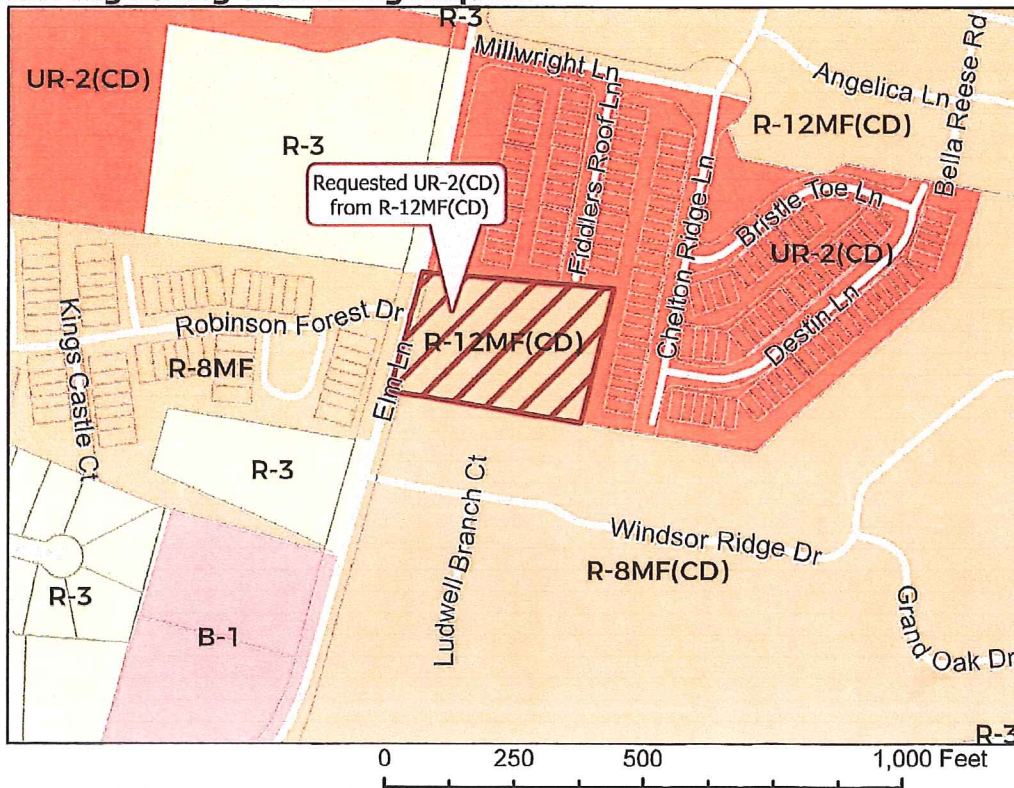 R-3
Millwright Ln
Bella Reese Rd
UR-2(CD)
Angelica Ln
R-12MF(CD)
R-3
Fiddlers Roof Ln
Requested UR-2(CD)
from R-12MF(CD)
Chelton Ridge Ln
Bristle Toe Ln
UR-2(CD)
Kings Castle Ct
Robinson Forest Dr
R-12MF(CD)
Destin Ln
R-8MF
Elm Ln
R-3
Ludwell Branch Ct
Windsor Ridge Dr
R-8MF(CD)
R-3
B-1
Grand Oak Dr
R-3
0 250 500 1,000 Feet